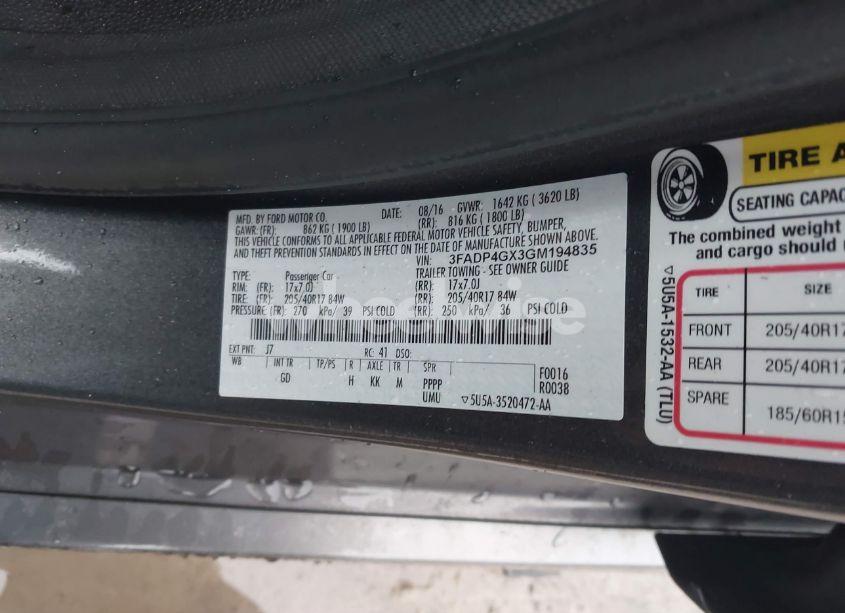 MFD. BY FORD MOTOR CO.
DATE: 08/16 GVWR: 1642 KG ( 3620 LB)
GAWR: (FR): 862 KG ( 1900 LB) (RR): 816 KG ( 1800 LB)
THIS VEHICLE CONFORMS TO ALL APPLICABLE FEDERAL MOTOR VEHICLE SAFETY, BUMPER,
AND THEFT PREVENTION STANDARDS IN EFFECT ON THE DATE OF MANUFACTURE SHOWN ABOVE.
VIN: 3FADP4GX3GM194835
TYPE: Passenger Car TRAILER TOWING - SEE OWNER GUIDE
RIM: (FR): 17x7.0J (RR): 17x7.0J
TIRE: (FR): 205/40R17 84W (RR): 205/40R17 84W
PRESSURE: (FR) 270 kPa/ 39 PSI COLD (RR): 250 kPa/ 36 PSI COLD
EXT PNT: J7 RC: 41 DSO:
WB INT TR TP/PS R AXLE TR SPR
GD H KK M PPPP
UMU
F0016
R0038
▽5U5A-3520472-AA
TIRE A
SEATING CAPAC
The combined weight
and cargo should
TIRE SIZE
FRONT 205/40R17
REAR 205/40R17
SPARE 185/60R15
▽5U5A-1532-AA (TLU)
wheelwise